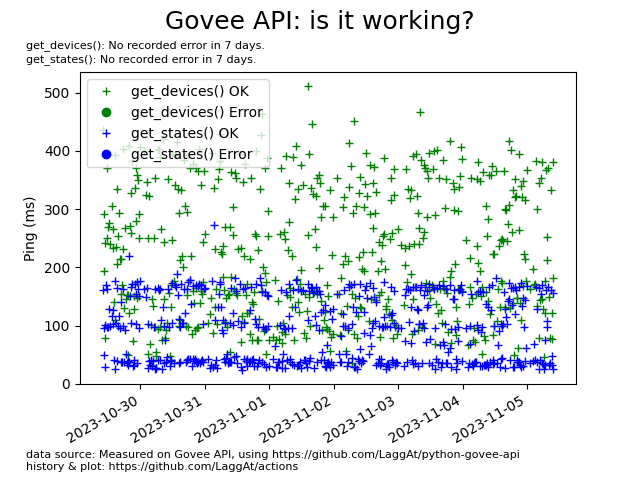 Govee API: is it working?
get_devices(): No recorded error in 7 days.
get_states(): No recorded error in 7 days.
get_devices() OK
get_devices() Error
get_states() OK
get_states() Error
Ping (ms)
500
400
300
200
100
0
2023-10-30
2023-10-31
2023-11-01
2023-11-02
2023-11-03
2023-11-04
2023-11-05
data source: Measured on Govee API, using https://github.com/LaggAt/python-govee-api
history & plot: https://github.com/LaggAt/actions